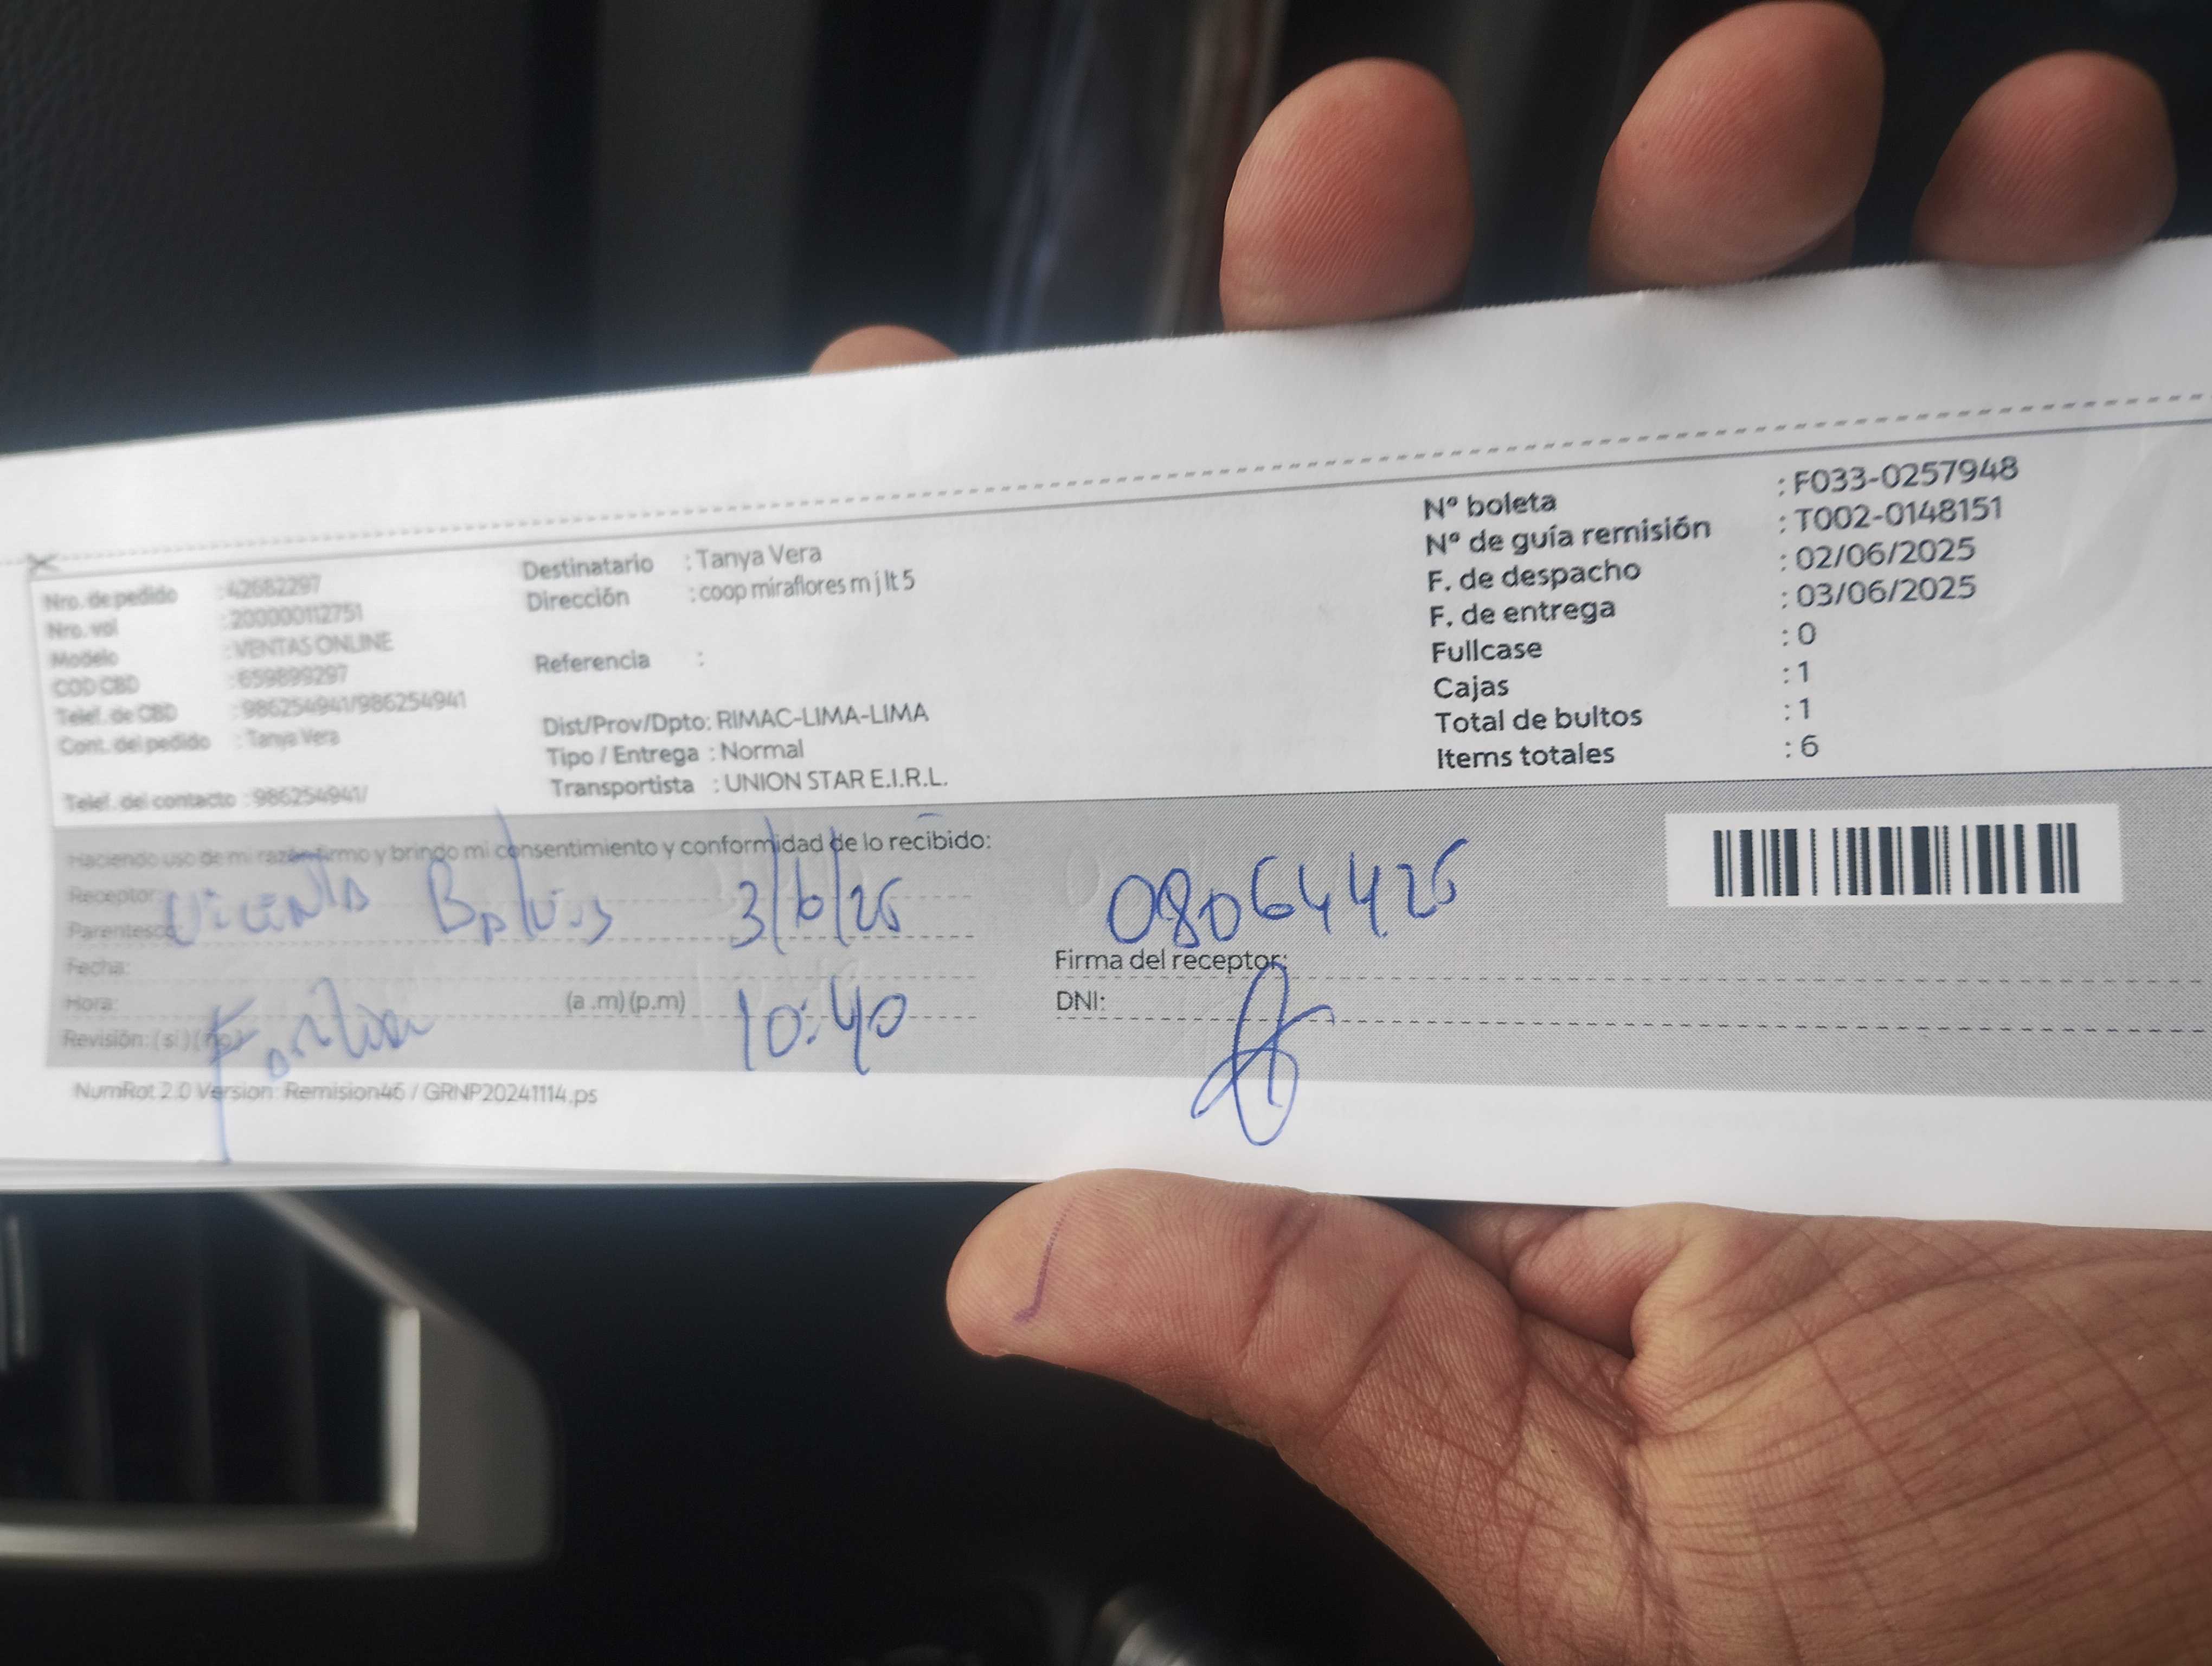 Nro. de pedido : 42682297
Nro. vol : 200000112751
Modelo : VENTAS ONLINE
COD CBD : 659899297
Telef. de CBD : 986254941/986254941
Cont. del pedido : Tanya Vera
Telef. del contacto : 986254941/
Destinatario : Tanya Vera
Dirección : coop miraflores m j lt 5
Referencia :
Dist/Prov/Dpto: RIMAC-LIMA-LIMA
Tipo / Entrega : Normal
Transportista : UNION STAR E.I.R.L.
Nº boleta : F033-0257948
Nº de guía remisión : T002-0148151
F. de despacho : 02/06/2025
F. de entrega : 03/06/2025
Fullcase : 0
Cajas : 1
Total de bultos : 1
Items totales : 6
Haciendo uso de mi razón firmo y brindo mi consentimiento y conformidad de lo recibido:
Receptor:
Parentesco: 3/6/25
Fecha:
Hora: (a .m) (p.m) 10:40
Revisión: ( si ) ( no )
08064425
Firma del receptor:
DNI:
NumRot 2.0 Version: Remision46 / GRNP20241114.ps